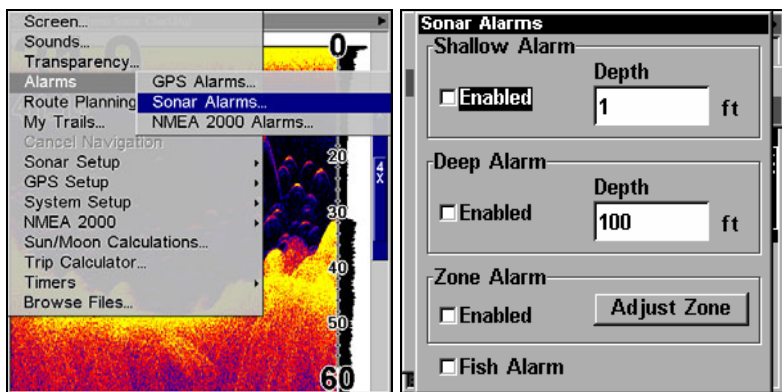 Screen...
Sounds...
Transparency...
Alarms
Route Planning
My Trails...
Cancel Navigation
Sonar Setup
GPS Setup
System Setup
NMEA 2000
Sun/Moon Calculations...
Trip Calculator...
Timers
Browse Files...
GPS Alarms...
Sonar Alarms...
NMEA 2000 Alarms...
0
20
30
40
50
60
4X
Sonar Alarms
Shallow Alarm
Depth
Enabled
1 ft
Deep Alarm
Depth
Enabled
100 ft
Zone Alarm
Enabled
Adjust Zone
Fish Alarm